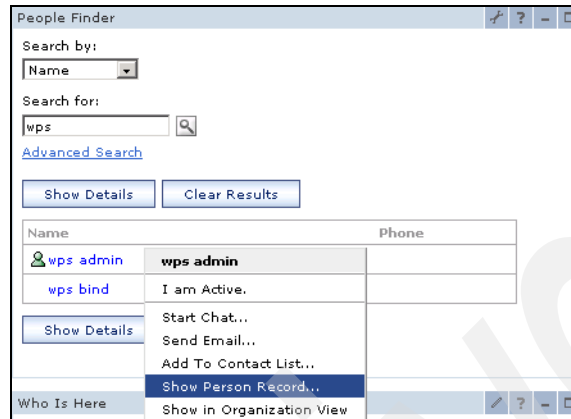 People Finder
?
Search by:
Name
Search for:
wps
Advanced Search
Show Details Clear Results
Name Phone
wps admin
wps bind
Show Details
wps admin
I am Active.
Start Chat...
Send Email...
Add To Contact List...
Show Person Record...
Show in Organization View
Who Is Here
?